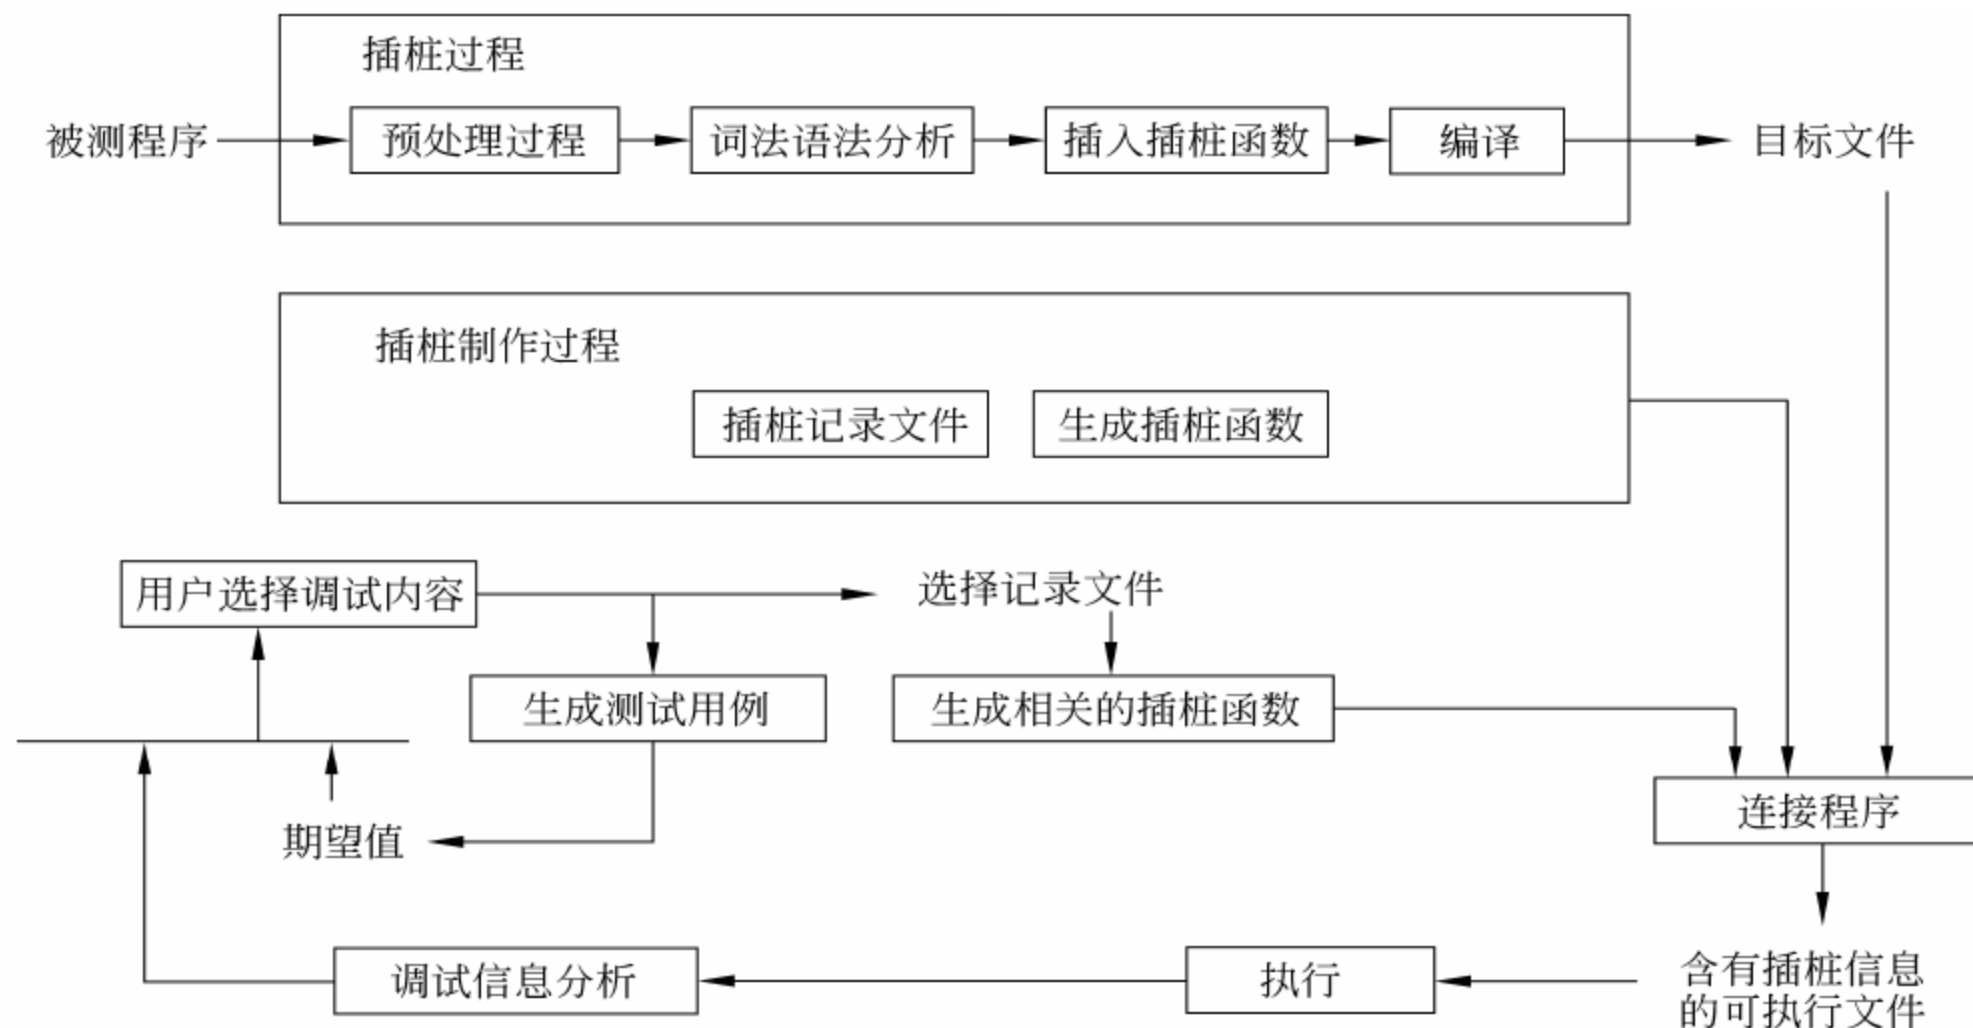 插桩过程
被测程序
预处理过程
词法语法分析
插入插桩函数
编译
目标文件
插桩制作过程
插桩记录文件
生成插桩函数
用户选择调试内容
选择记录文件
生成测试用例
生成相关的插桩函数
期望值
连接程序
调试信息分析
执行
含有插桩信息
的可执行文件